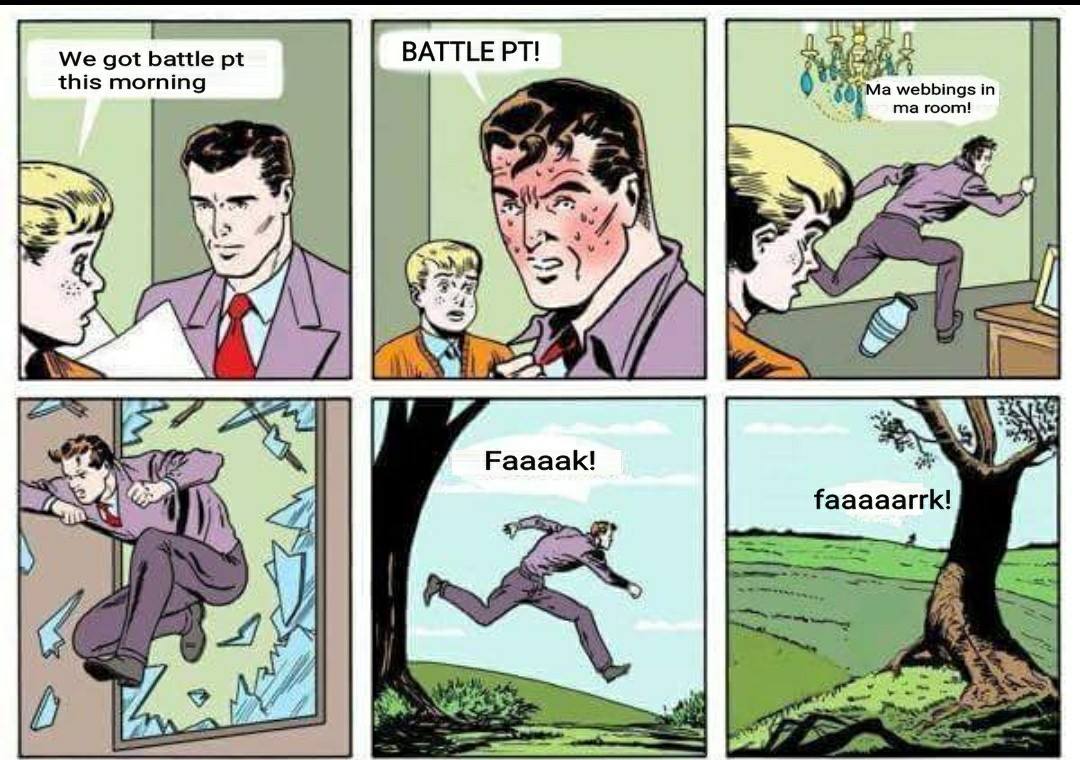 We got battle pt
this morning
BATTLE PT!
Ma webbings in
ma room!
Faaaak!
faaaaarrk!